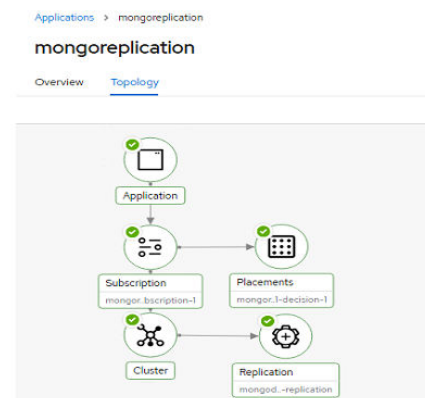 Applications > mongoreplication
mongoreplication
Overview Topology
Application
Subscription
mongor..bscription-1
Placements
mongor..1-decision-1
Cluster
Replication
mongod..-replication